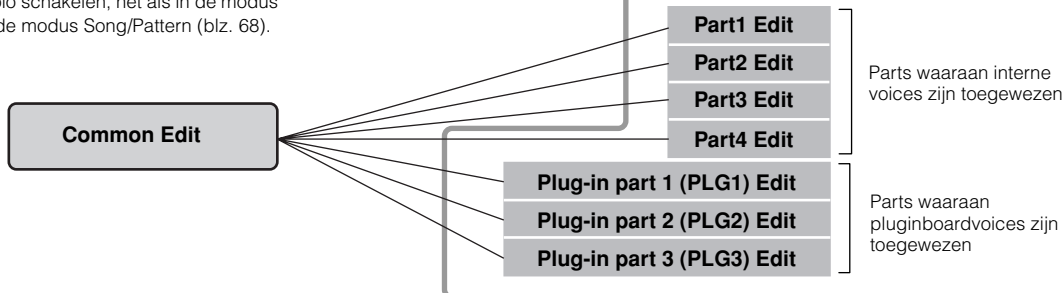 schakelen, net als in de modus
de modus Song/Pattern (blz. 68).
Common Edit
Part1 Edit
Part2 Edit
Part3 Edit
Part4 Edit
Parts waaraan interne
voices zijn toegewezen
Plug-in part 1 (PLG1) Edit
Plug-in part 2 (PLG2) Edit
Plug-in part 3 (PLG3) Edit
Parts waaraan
pluginboardvoices zijn
toegewezen